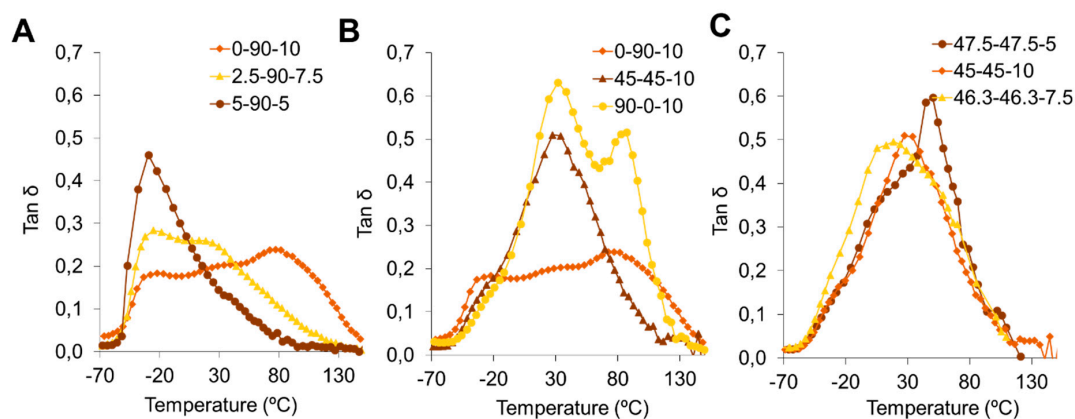 A
0,7
0,6
0,5
0,4
0,3
0,2
0,1
0,0
Tan δ
-70 -20 30 80 130
Temperature (ºC)
0-90-10
2.5-90-7.5
5-90-5
B
0,7
0,6
0,5
0,4
0,3
0,2
0,1
0,0
Tan δ
-70 -20 30 80 130
Temperature (ºC)
0-90-10
45-45-10
90-0-10
C
0,7
0,6
0,5
0,4
0,3
0,2
0,1
0,0
Tan δ
-70 -20 30 80 130
Temperature (ºC)
47.5-47.5-5
45-45-10
46.3-46.3-7.5